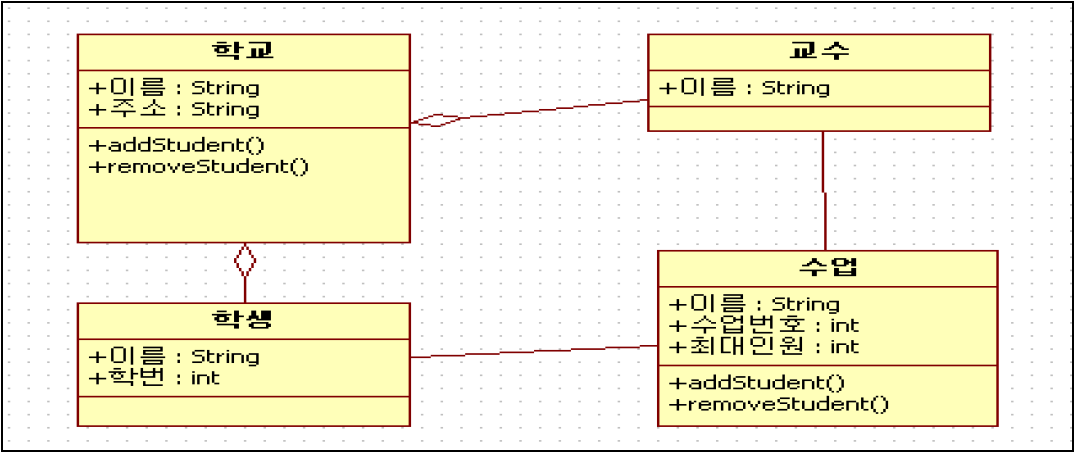 학교
+이름 : String
+주소 : String
+addStudent()
+removeStudent()
교수
+이름 : String
학생
+이름 : String
+학번 : int
수업
+이름 : String
+수업번호 : int
+최대인원 : int
+addStudent()
+removeStudent()